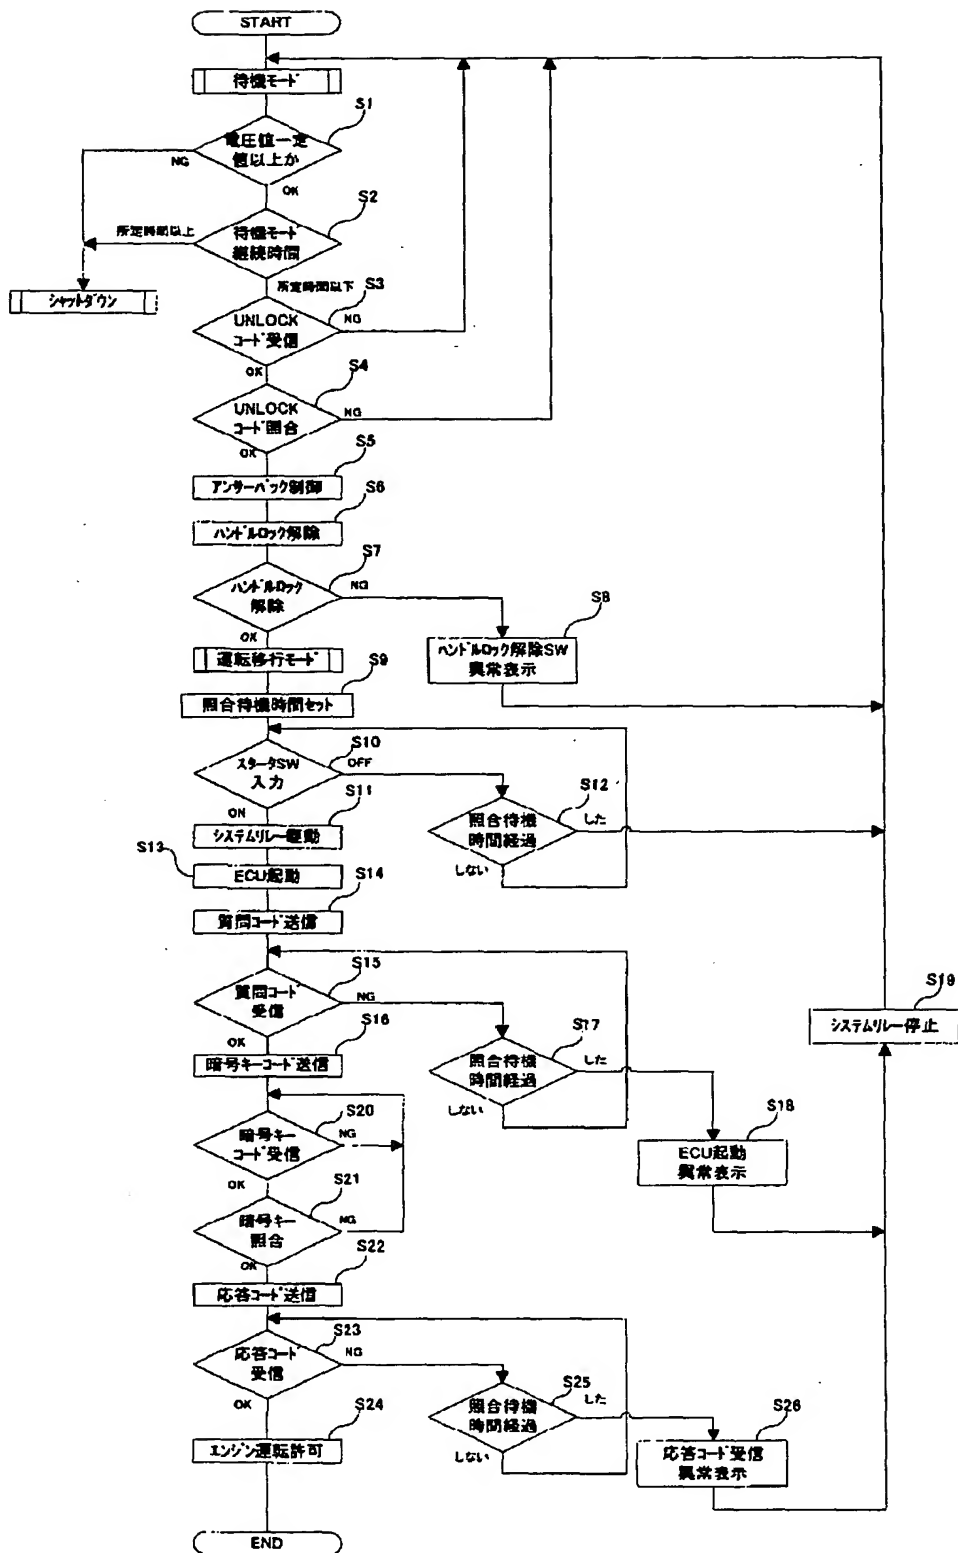 START
待機モード
S1
電圧値一定
値以上か
NG
OK
S2
所定時間以上
待機モード
継続時間
シャットダウン
所定時間以下
S3
UNLOCK
コード受信
NG
OK
S4
UNLOCK
コード照合
NG
OK
S5
アンサーバック制御
S6
ハンドルロック解除
S7
ハンドルロック
解除
NG
OK
S8
ハンドルロック解除SW
異常表示
運転移行モード
S9
照合待機時間セット
S10
スタータSW
入力
OFF
ON
S11
S12
照合待機
時間経過
した
しない
システムリレー駆動
S13
ECU起動
S14
質問コード送信
S15
質問コード
受信
NG
OK
S16
S17
照合待機
時間経過
した
しない
S19
システムリレー停止
暗号キーコード送信
S18
ECU起動
異常表示
S20
暗号キー
コード受信
NG
OK
S21
暗号キー
照合
NG
OK
S22
応答コード送信
S23
応答コード
受信
NG
OK
S24
S25
照合待機
時間経過
した
しない
S26
応答コード受信
異常表示
エンジン運転許可
END